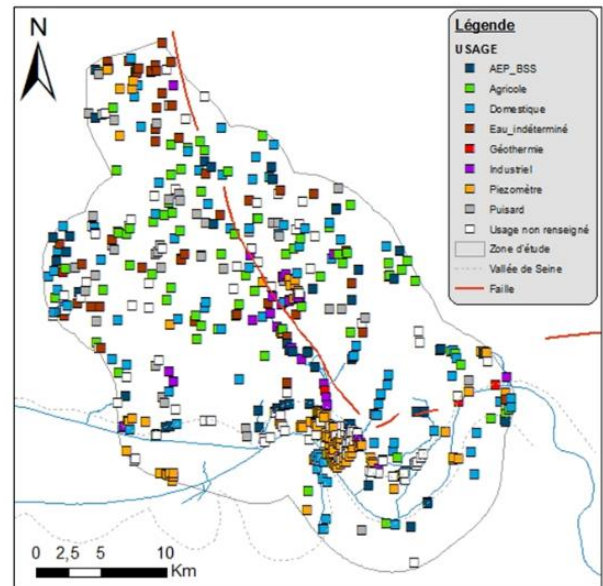 N
Légende
USAGE
AEP_BSS
Agricole
Domestique
Eau_indéterminé
Géothermie
Industriel
Piezomètre
Puisard
Usage non renseigné
Zone d'étude
Vallée de Seine
Faille
0 2,5 5 10
Km